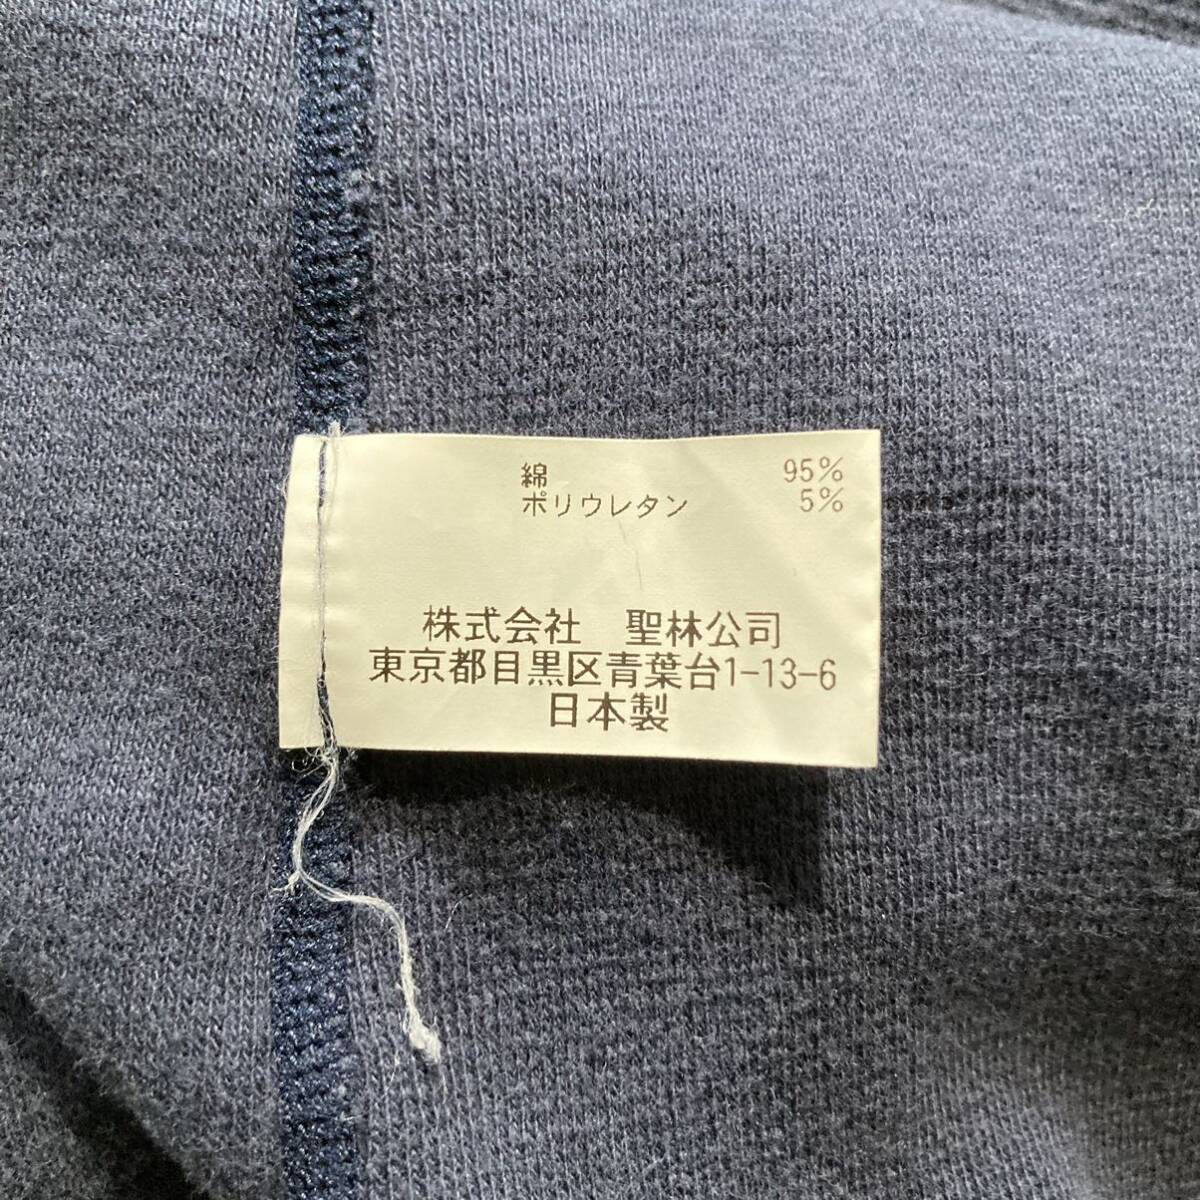 綿 95%
ポリウレタン 5%
株式会社 聖林公司
東京都目黒区青葉台1-13-6
日本製